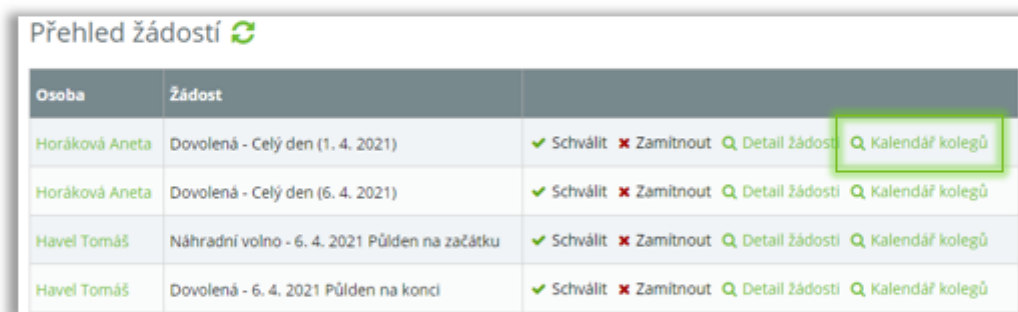 Přehled žádostí
Osoba Žádost
Horáková Aneta Dovolená - Celý den (1. 4. 2021) Schválit Zamítnout Detail žádosti Kalendář kolegů
Horáková Aneta Dovolená - Celý den (6. 4. 2021) Schválit Zamítnout Detail žádosti Kalendář kolegů
Havel Tomáš Náhradní volno - 6. 4. 2021 Půlden na začátku Schválit Zamítnout Detail žádosti Kalendář kolegů
Havel Tomáš Dovolená - 6. 4. 2021 Půlden na konci Schválit Zamítnout Detail žádosti Kalendář kolegů